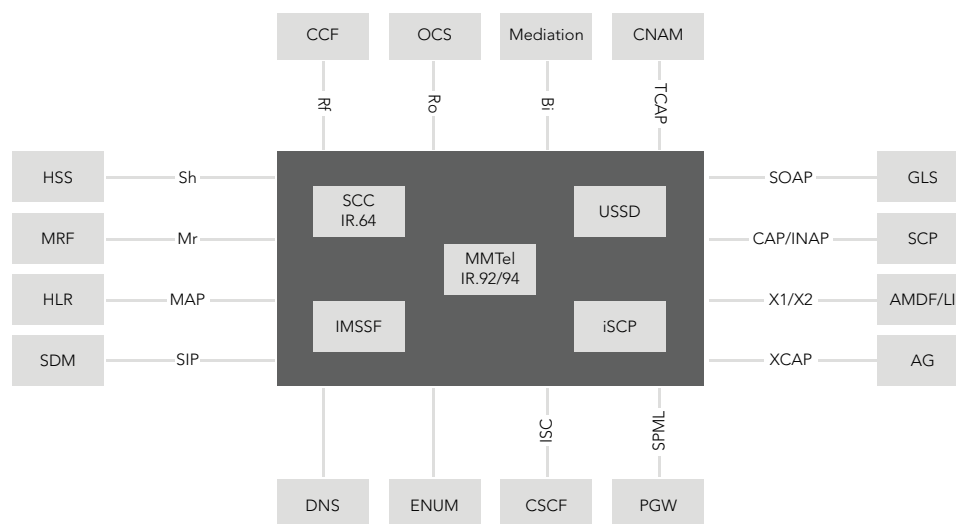 CCF
OCS
Mediation
CNAM
Rf
Ro
Bi
TCAP
HSS
Sh
SOAP
GLS
SCC
IR.64
USSD
MRF
Mr
CAP/INAP
SCP
MMTel
IR.92/94
HLR
MAP
X1/X2
AMDF/LI
IMSSF
iSCP
SDM
SIP
XCAP
AG
ISC
SPML
DNS
ENUM
CSCF
PGW